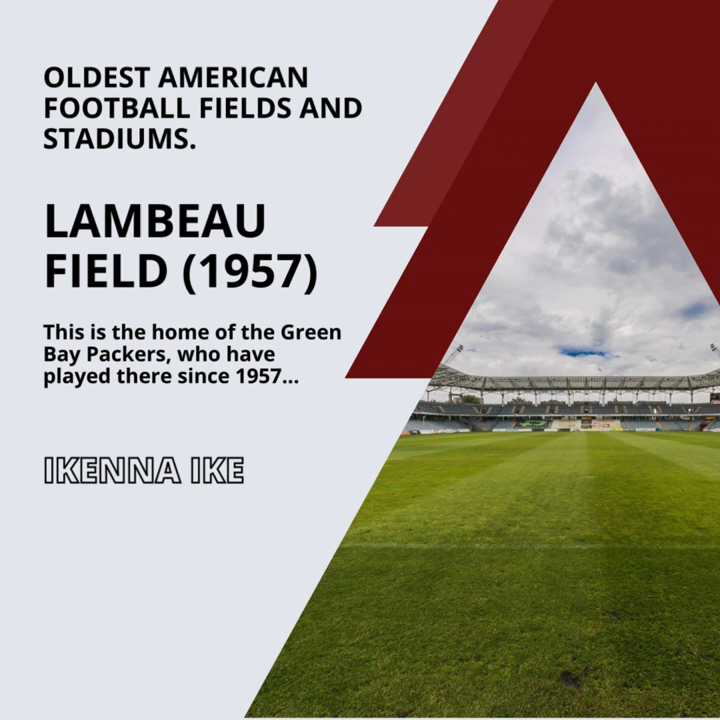 OLDEST AMERICAN
FOOTBALL FIELDS AND
STADIUMS.
LAMBEAU
FIELD (1957)
This is the home of the Green
Bay Packers, who have
played there since 1957...
IKENNA IKE